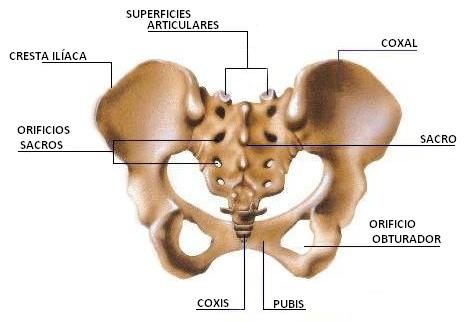 SUPERFICIES
ARTICULARES
COXAL
CRESTA ILÍACA
ORIFICIOS
SACROS
SACRO
ORIFICIO
OBTURADOR
COXIS
PUBIS